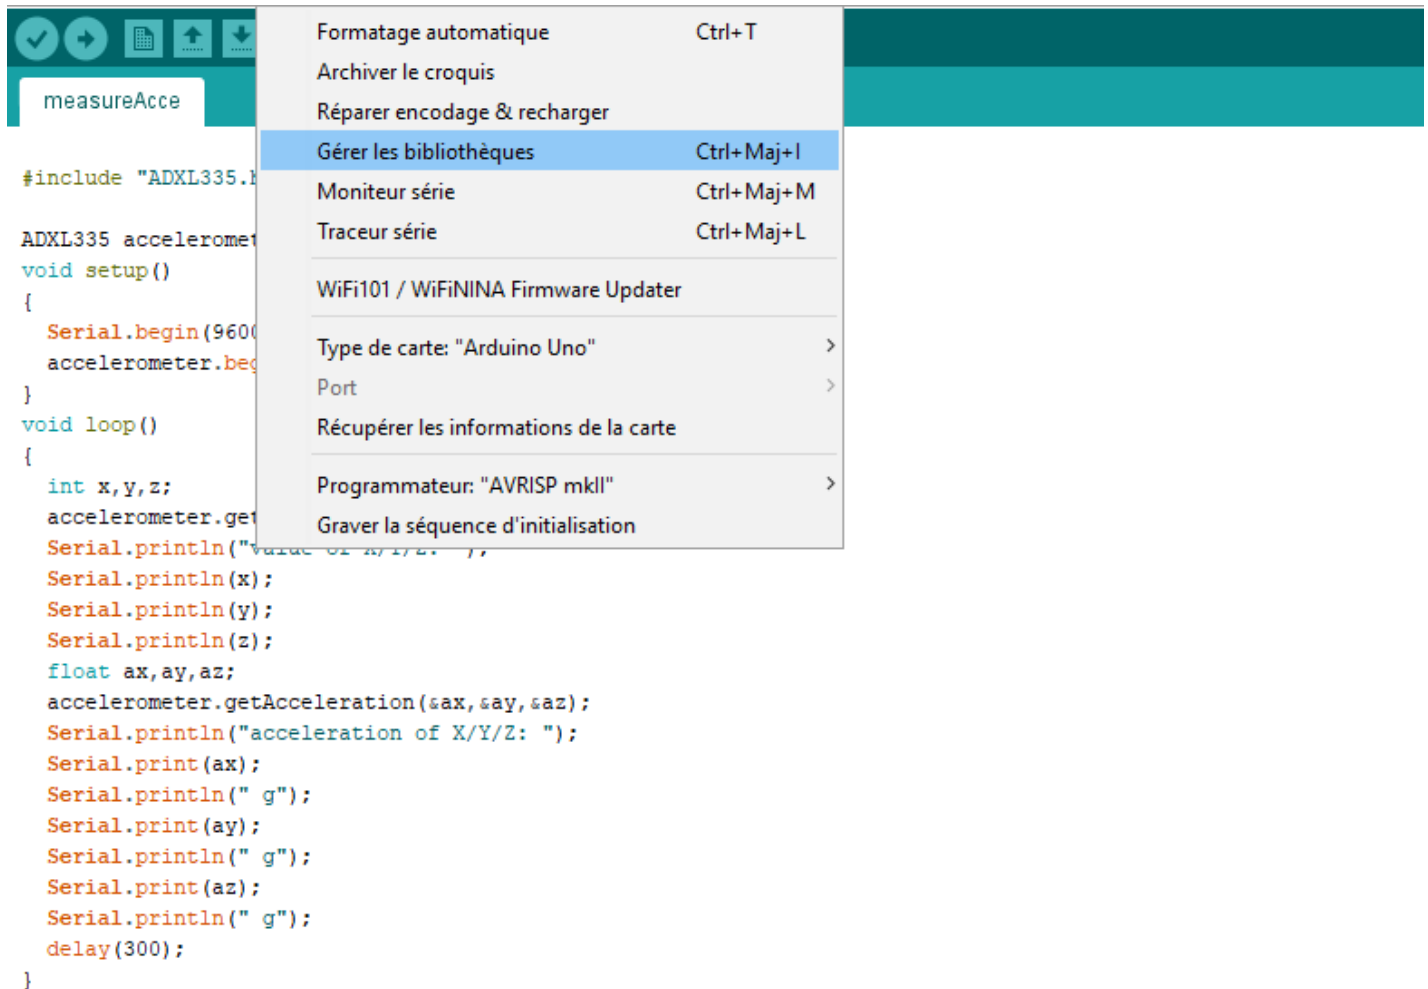 Formatage automatique Ctrl+T
Archiver le croquis
Réparer encodage & recharger
Gérer les bibliothèques Ctrl+Maj+I
Moniteur série Ctrl+Maj+M
Traceur série Ctrl+Maj+L
WiFi101 / WiFiNINA Firmware Updater
Type de carte: "Arduino Uno"
Port
Récupérer les informations de la carte
Programmateur: "AVRISP mkII"
Graver la séquence d'initialisation
measureAcce
#include "ADXL335.h
ADXL335 acceleromet
void setup()
{
Serial.begin(9600
accelerometer.beg
}
void loop()
{
int x,y,z;
accelerometer.get
Serial.println("value of X/Y/Z: ");
Serial.println(x);
Serial.println(y);
Serial.println(z);
float ax,ay,az;
accelerometer.getAcceleration(&ax,&ay,&az);
Serial.println("acceleration of X/Y/Z: ");
Serial.print(ax);
Serial.println(" g");
Serial.print(ay);
Serial.println(" g");
Serial.print(az);
Serial.println(" g");
delay(300);
}